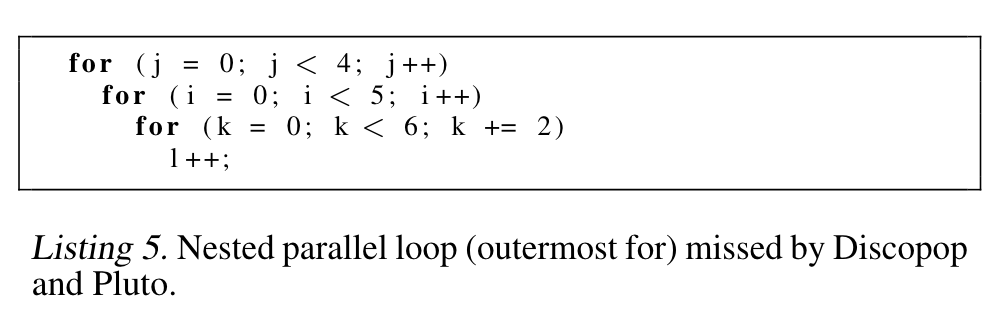 for (j = 0; j < 4; j++)
for (i = 0; i < 5; i++)
for (k = 0; k < 6; k += 2)
l++;
Listing 5. Nested parallel loop (outermost for) missed by Discopop
and Pluto.